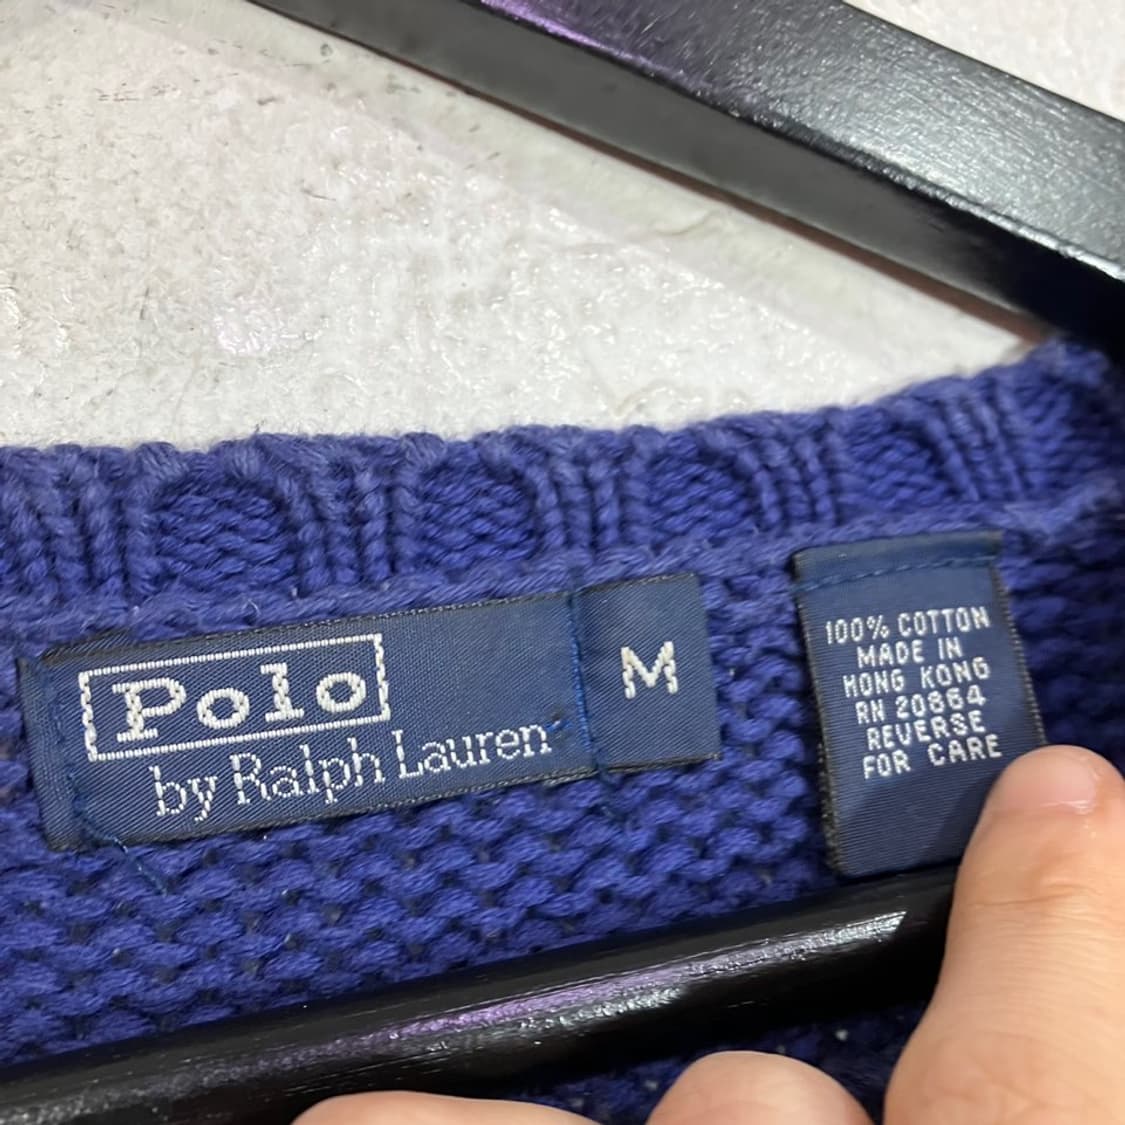 Polo
by Ralph Lauren
M
100% COTTON
MADE IN
HONG KONG
RN 20864
REVERSE
FOR CARE